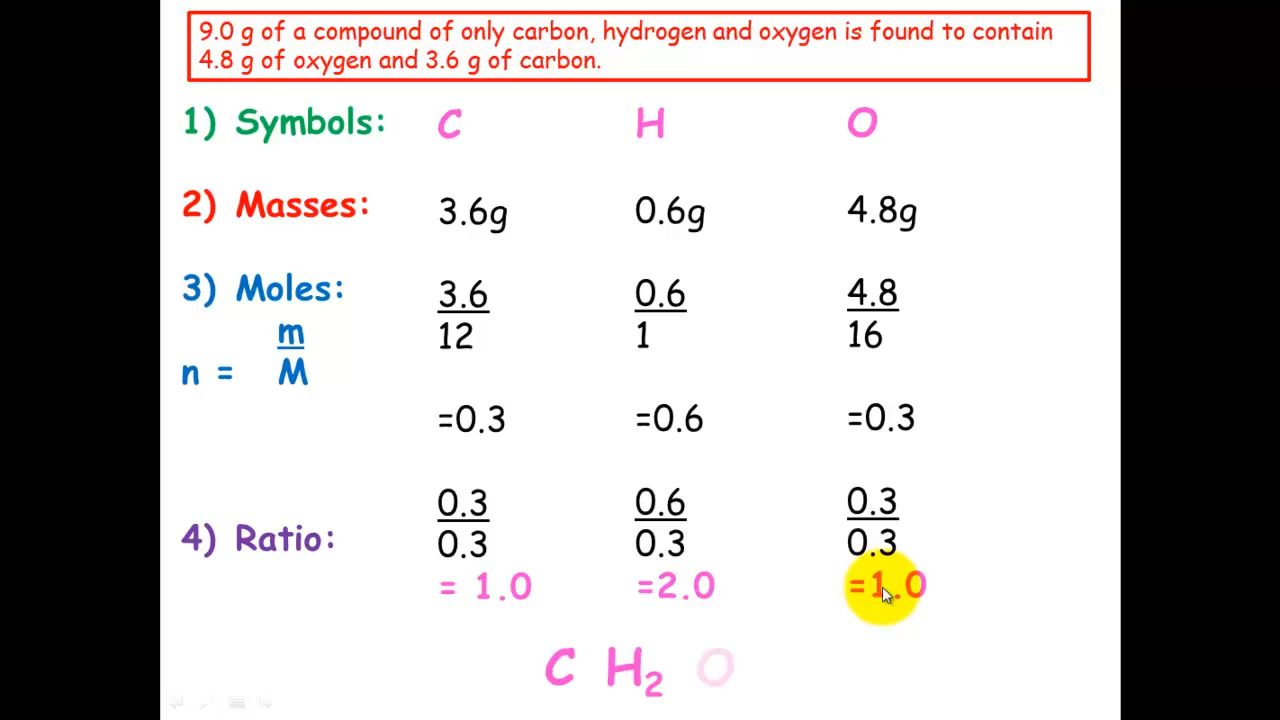 9.0 g of a compound of only carbon, hydrogen and oxygen is found to contain
4.8 g of oxygen and 3.6 g of carbon.
1) Symbols: C H O
2) Masses: 3.6g 0.6g 4.8g
3) Moles: 3.6 0.6 4.8
m 12 1 16
n = M
=0.3 =0.6 =0.3
0.3 0.6 0.3
4) Ratio: 0.3 0.3 0.3
= 1.0 =2.0 =1.0
C H₂ O